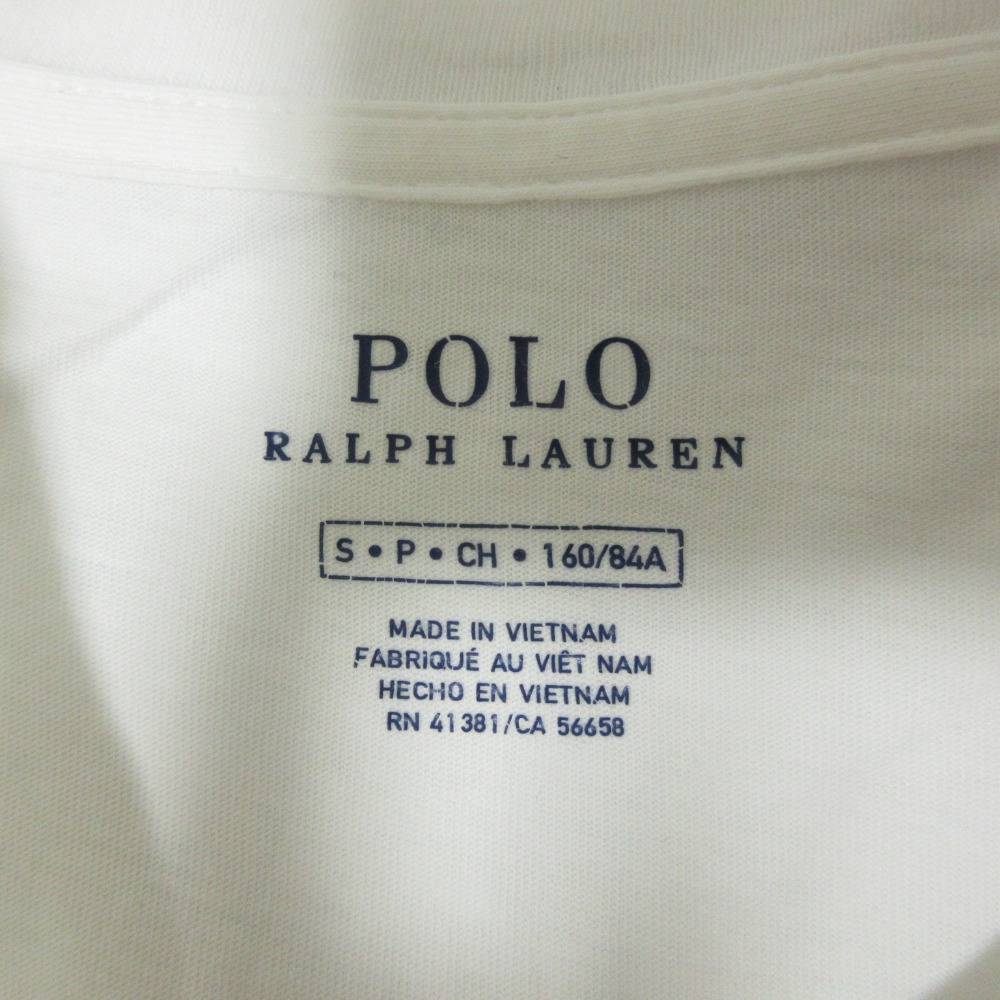 POLO
RALPH LAUREN
S • P • CH • 160/84A
MADE IN VIETNAM
FABRIQUÉ AU VIÊT NAM
HECHO EN VIETNAM
RN 41381/CA 56658